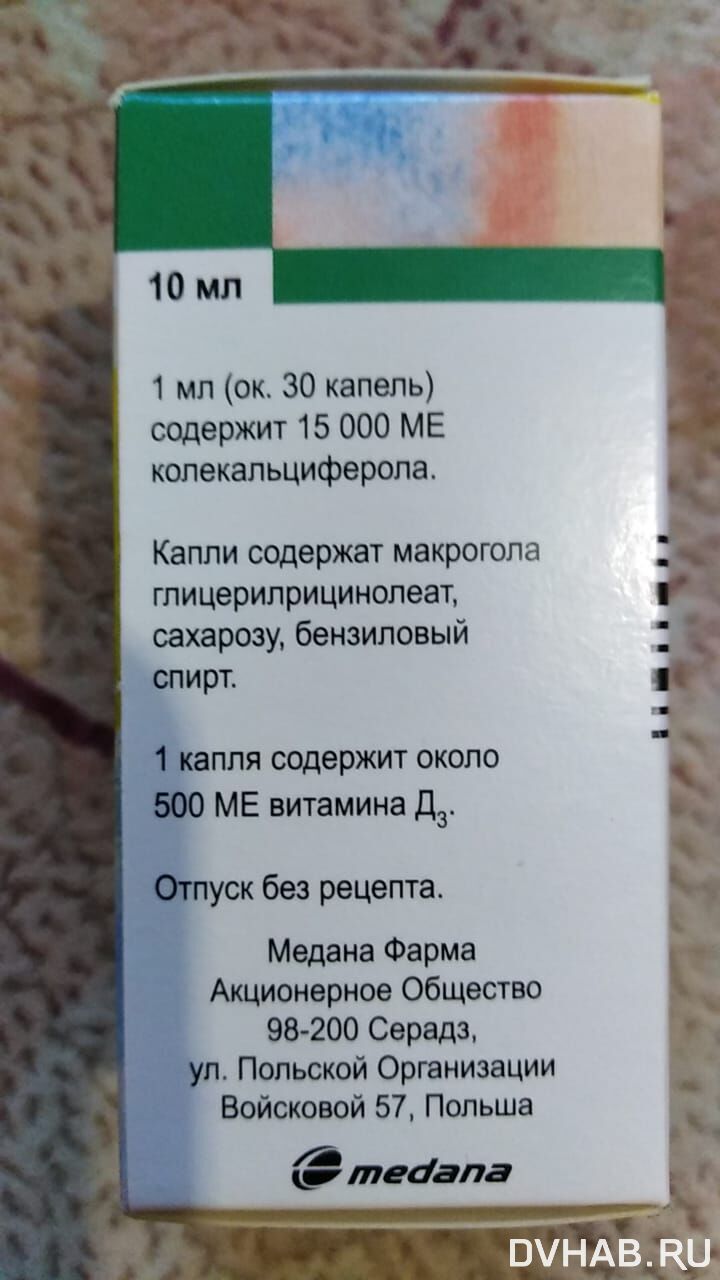 10 мл
1 мл (ок. 30 капель)
содержит 15 000 МЕ
колекальциферола.
Капли содержат макрогола
глицерилрицинолеат,
сахарозу, бензиловый
спирт.
1 капля содержит около
500 МЕ витамина Д₃.
Отпуск без рецепта.
Медана Фарма
Акционерное Общество
98-200 Серадз,
ул. Польской Организации
Войсковой 57, Польша
medana
DVHAB.RU